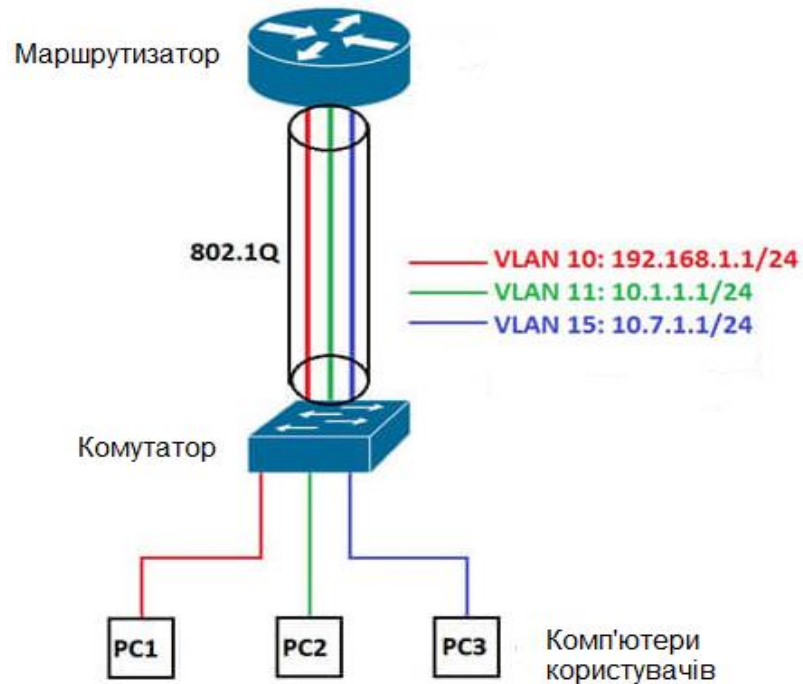 Маршрутизатор
802.1Q
VLAN 10: 192.168.1.1/24
VLAN 11: 10.1.1.1/24
VLAN 15: 10.7.1.1/24
Комутатор
PC1
PC2
PC3
Комп'ютери
користувачів